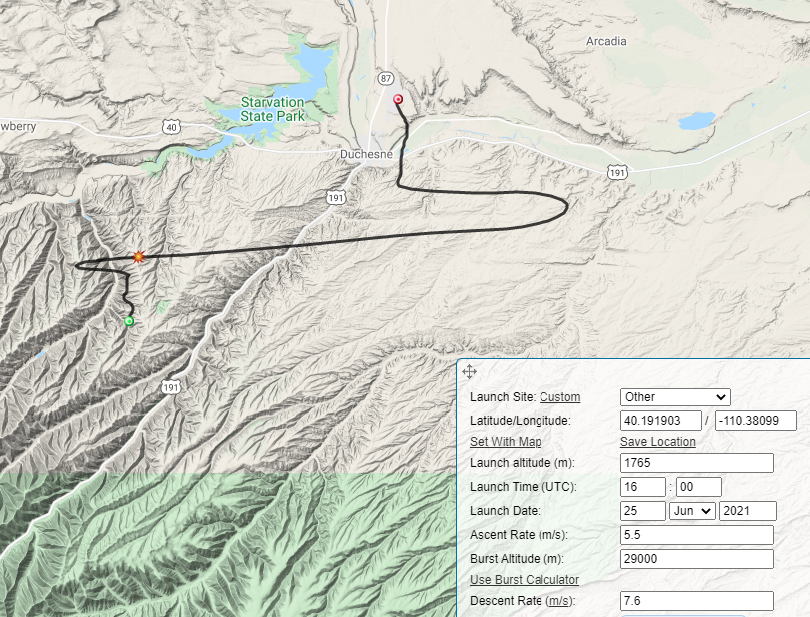 Arcadia
87
Starvation
State Park
wberry
40
Duchesne
191
191
191
Launch Site: Custom Other
Latitude/Longitude: 40.191903 / -110.38099
Set With Map Save Location
Launch altitude (m): 1765
Launch Time (UTC): 16 : 00
Launch Date: 25 Jun 2021
Ascent Rate (m/s): 5.5
Burst Altitude (m): 29000
Use Burst Calculator
Descent Rate (m/s): 7.6